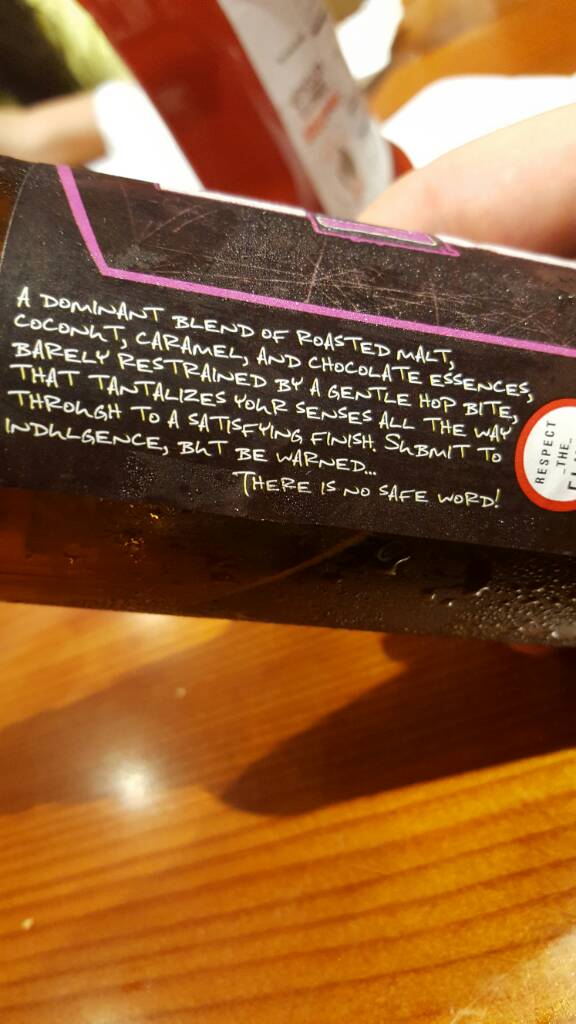 A DOMINANT BLEND OF ROASTED MALT,
COCONUT, CARAMEL, AND CHOCOLATE ESSENCES,
BARELY RESTRAINED BY A GENTLE HOP BITE,
THAT TANTALIZES YOUR SENSES ALL THE WAY
THROUGH TO A SATISFYING FINISH. SUBMIT TO
INDULGENCE, BUT BE WARNED...
THERE IS NO SAFE WORD!
RESPECT
_THE_